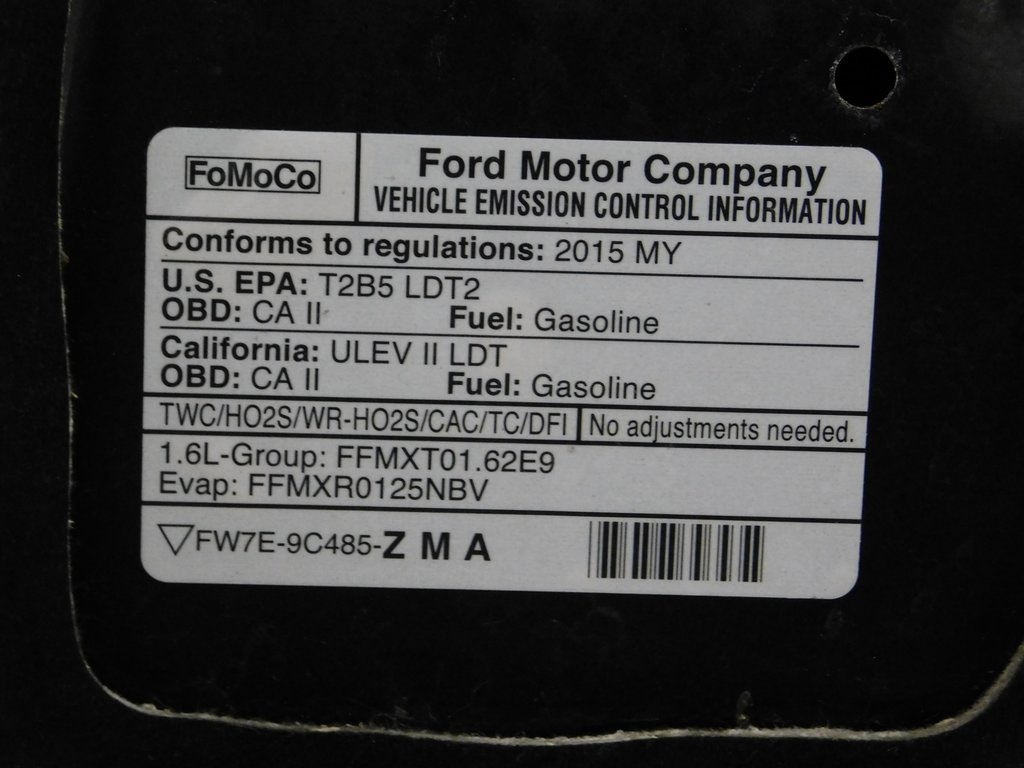 FoMoCo
Ford Motor Company
VEHICLE EMISSION CONTROL INFORMATION
Conforms to regulations: 2015 MY
U.S. EPA: T2B5 LDT2
OBD: CA II Fuel: Gasoline
California: ULEV II LDT
OBD: CA II Fuel: Gasoline
TWC/HO2S/WR-HO2S/CAC/TC/DFI No adjustments needed.
1.6L-Group: FFMXT01.62E9
Evap: FFMXR0125NBV
▽FW7E-9C485-Z M A